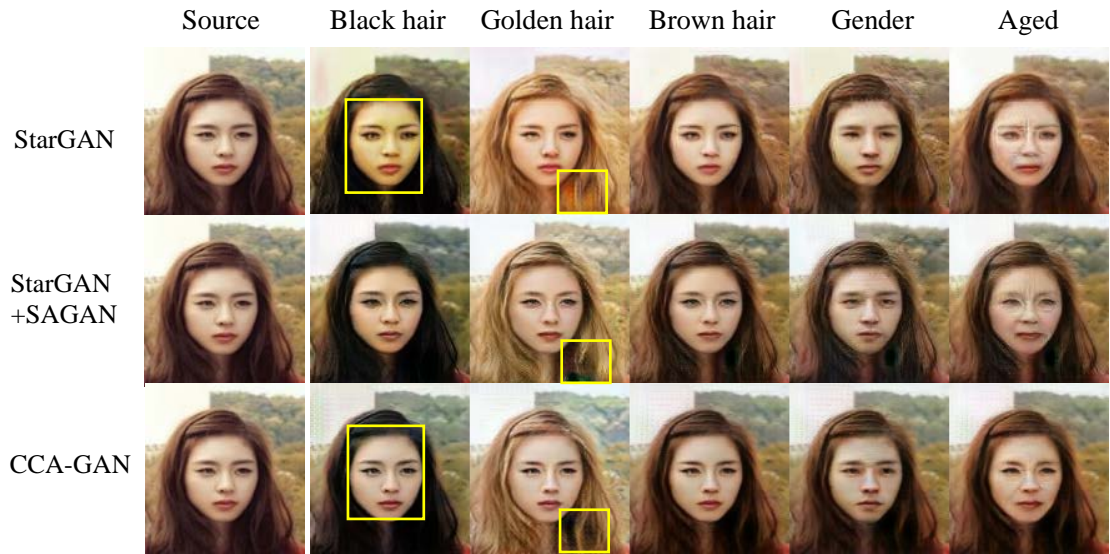 Source Black hair Golden hair Brown hair Gender Aged
StarGAN
StarGAN
+SAGAN
CCA-GAN